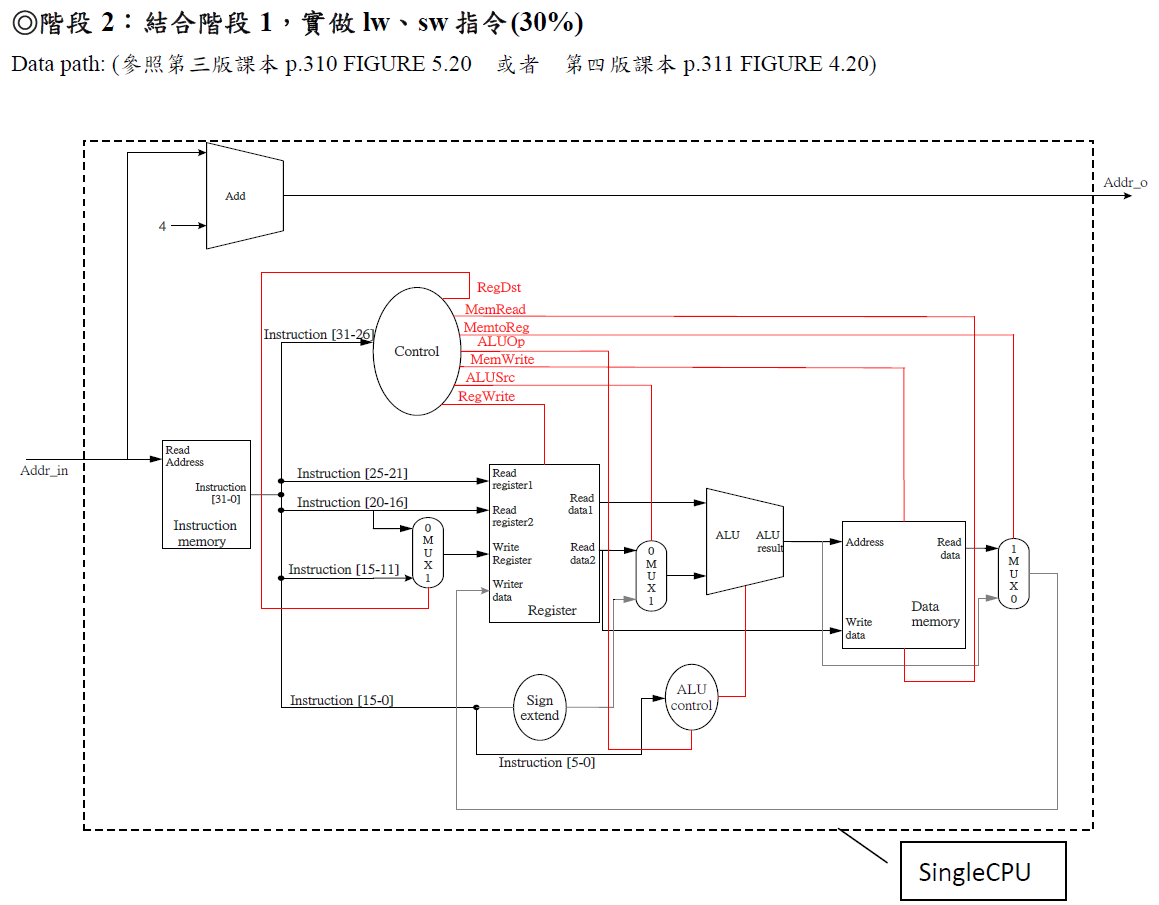 ◎階段 2：結合階段 1，實做 lw、sw 指令(30%)
Data path: (參照第三版課本 p.310 FIGURE 5.20 或者 第四版課本 p.311 FIGURE 4.20)
Addr_o
Add
4
RegDst
MemRead
MemtoReg
ALUOp
MemWrite
ALUSrc
RegWrite
Instruction [31-26]
Control
Addr_in
Read
Address
Instruction
[31-0]
Instruction
memory
Instruction [25-21]
Instruction [20-16]
Instruction [15-11]
0
M
U
X
1
Read
register1
Read
register2
Write
Register
Writer
data
Read
data1
Read
data2
Register
0
M
U
X
1
ALU
ALU
result
Address
Read
data
Write
data
Data
memory
1
M
U
X
0
Instruction [15-0]
Sign
extend
ALU
control
Instruction [5-0]
SingleCPU